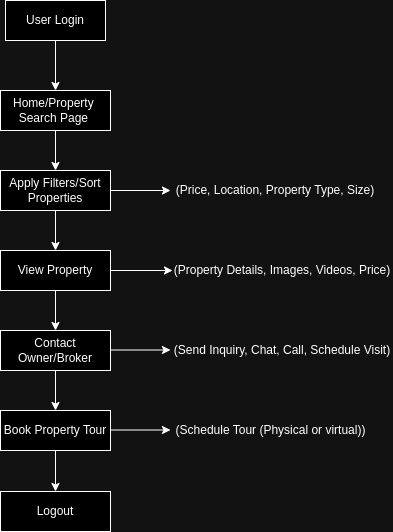 User Login
Home/Property
Search Page
Apply Filters/Sort
Properties
(Price, Location, Property Type, Size)
View Property
(Property Details, Images, Videos, Price)
Contact
Owner/Broker
(Send Inquiry, Chat, Call, Schedule Visit)
Book Property Tour
(Schedule Tour (Physical or virtual))
Logout